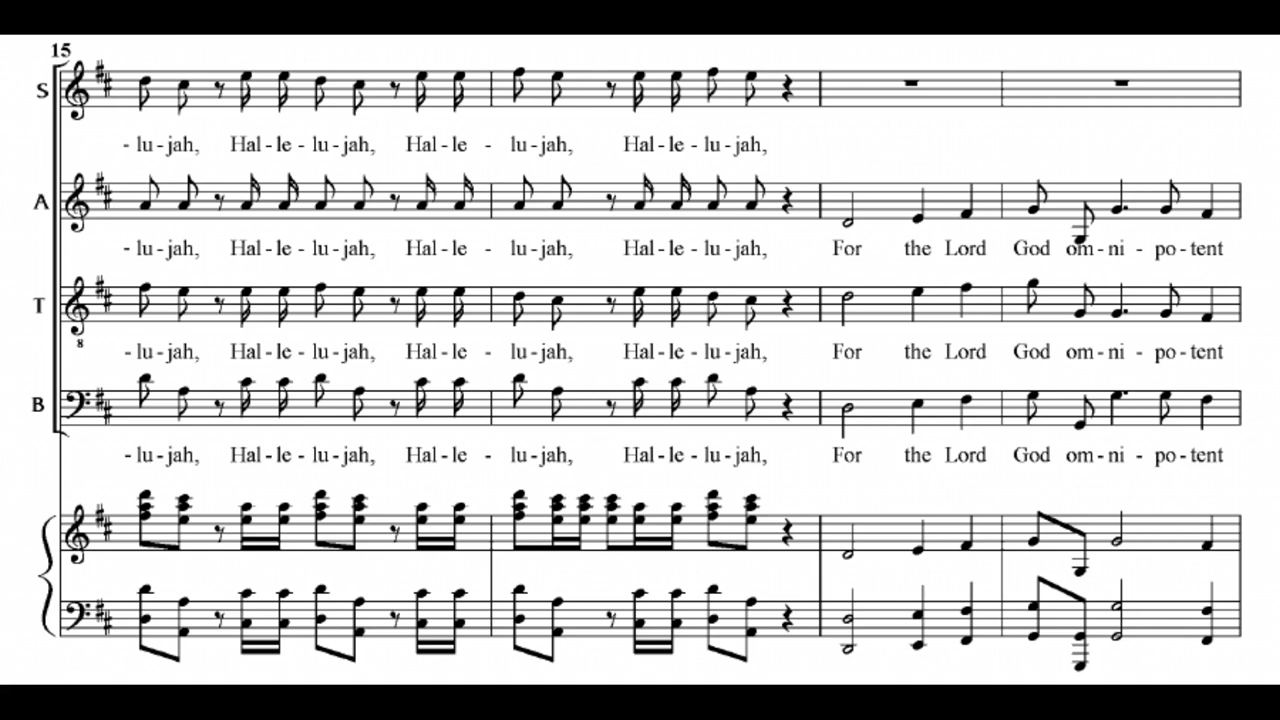 15
S
- lu - jah, Hal - le - lu - jah, Hal - le - lu - jah, Hal - le - lu - jah,
A
- lu - jah, Hal - le - lu - jah, Hal - le - lu - jah, Hal - le - lu - jah, For the Lord God om - ni - po - tent
T
8
- lu - jah, Hal - le - lu - jah, Hal - le - lu - jah, Hal - le - lu - jah, For the Lord God om - ni - po - tent
B
- lu - jah, Hal - le - lu - jah, Hal - le - lu - jah, Hal - le - lu - jah, For the Lord God om - ni - po - tent